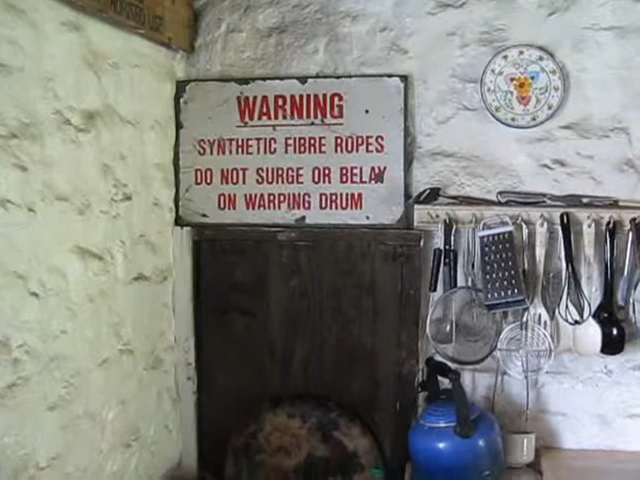 WARNING
SYNTHETIC FIBRE ROPES
DO NOT SURGE OR BELAY
ON WARPING DRUM